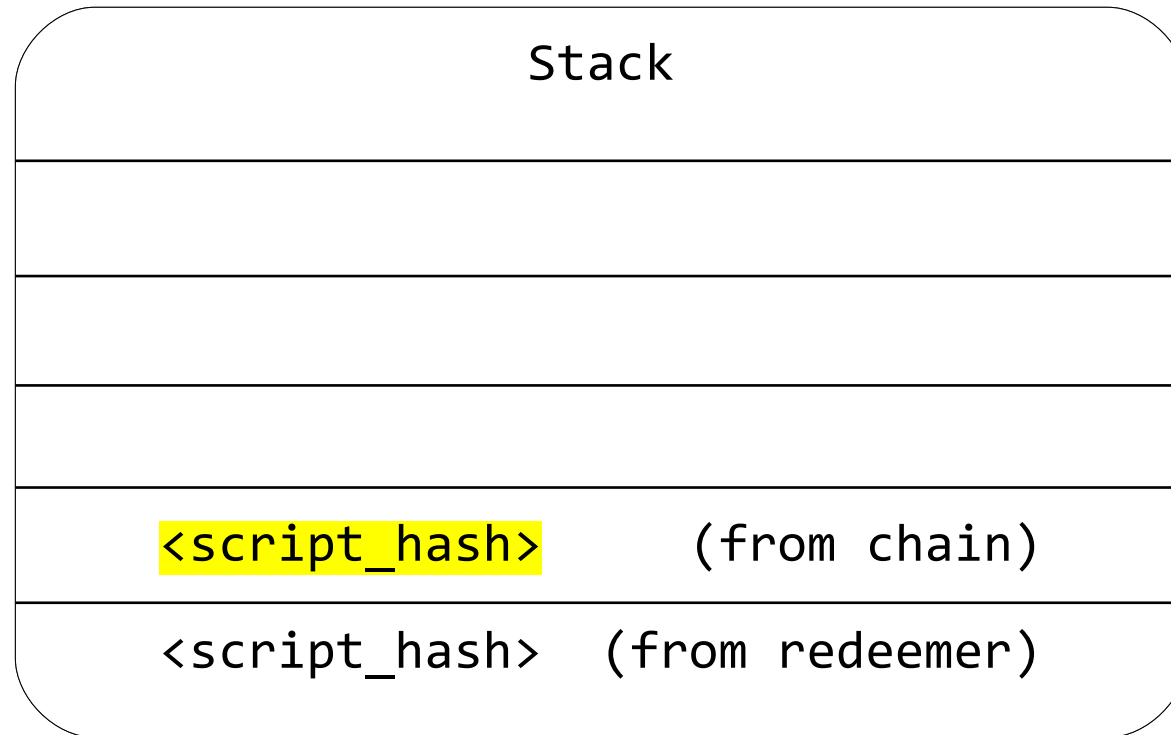 Stack
<script_hash> (from chain)
<script_hash> (from redeemer)